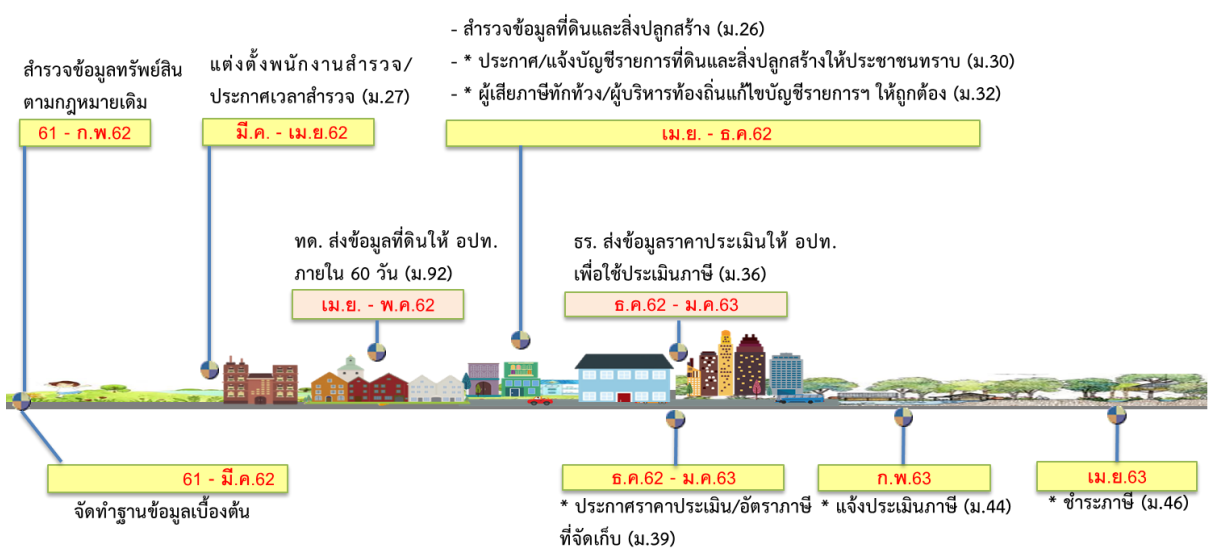 สำรวจข้อมูลทรัพย์สิน
ตามกฎหมายเดิม
61 - ก.พ.62
แต่งตั้งพนักงานสำรวจ/
ประกาศเวลาสำรวจ (ม.27)
มี.ค. - เม.ย.62
- สำรวจข้อมูลที่ดินและสิ่งปลูกสร้าง (ม.26)
- * ประกาศ/แจ้งบัญชีรายการที่ดินและสิ่งปลูกสร้างให้ประชาชนทราบ (ม.30)
- * ผู้เสียภาษีทักท้วง/ผู้บริหารท้องถิ่นแก้ไขบัญชีรายการฯ ให้ถูกต้อง (ม.32)
เม.ย. - ธ.ค.62
ทด. ส่งข้อมูลที่ดินให้ อปท.
ภายใน 60 วัน (ม.92)
เม.ย. - พ.ค.62
ธร. ส่งข้อมูลราคาประเมินให้ อปท.
เพื่อใช้ประเมินภาษี (ม.36)
ธ.ค.62 - ม.ค.63
61 - มี.ค.62
จัดทำฐานข้อมูลเบื้องต้น
ธ.ค.62 - ม.ค.63
* ประกาศราคาประเมิน/อัตราภาษี
ที่จัดเก็บ (ม.39)
ก.พ.63
* แจ้งประเมินภาษี (ม.44)
เม.ย.63
* ชำระภาษี (ม.46)